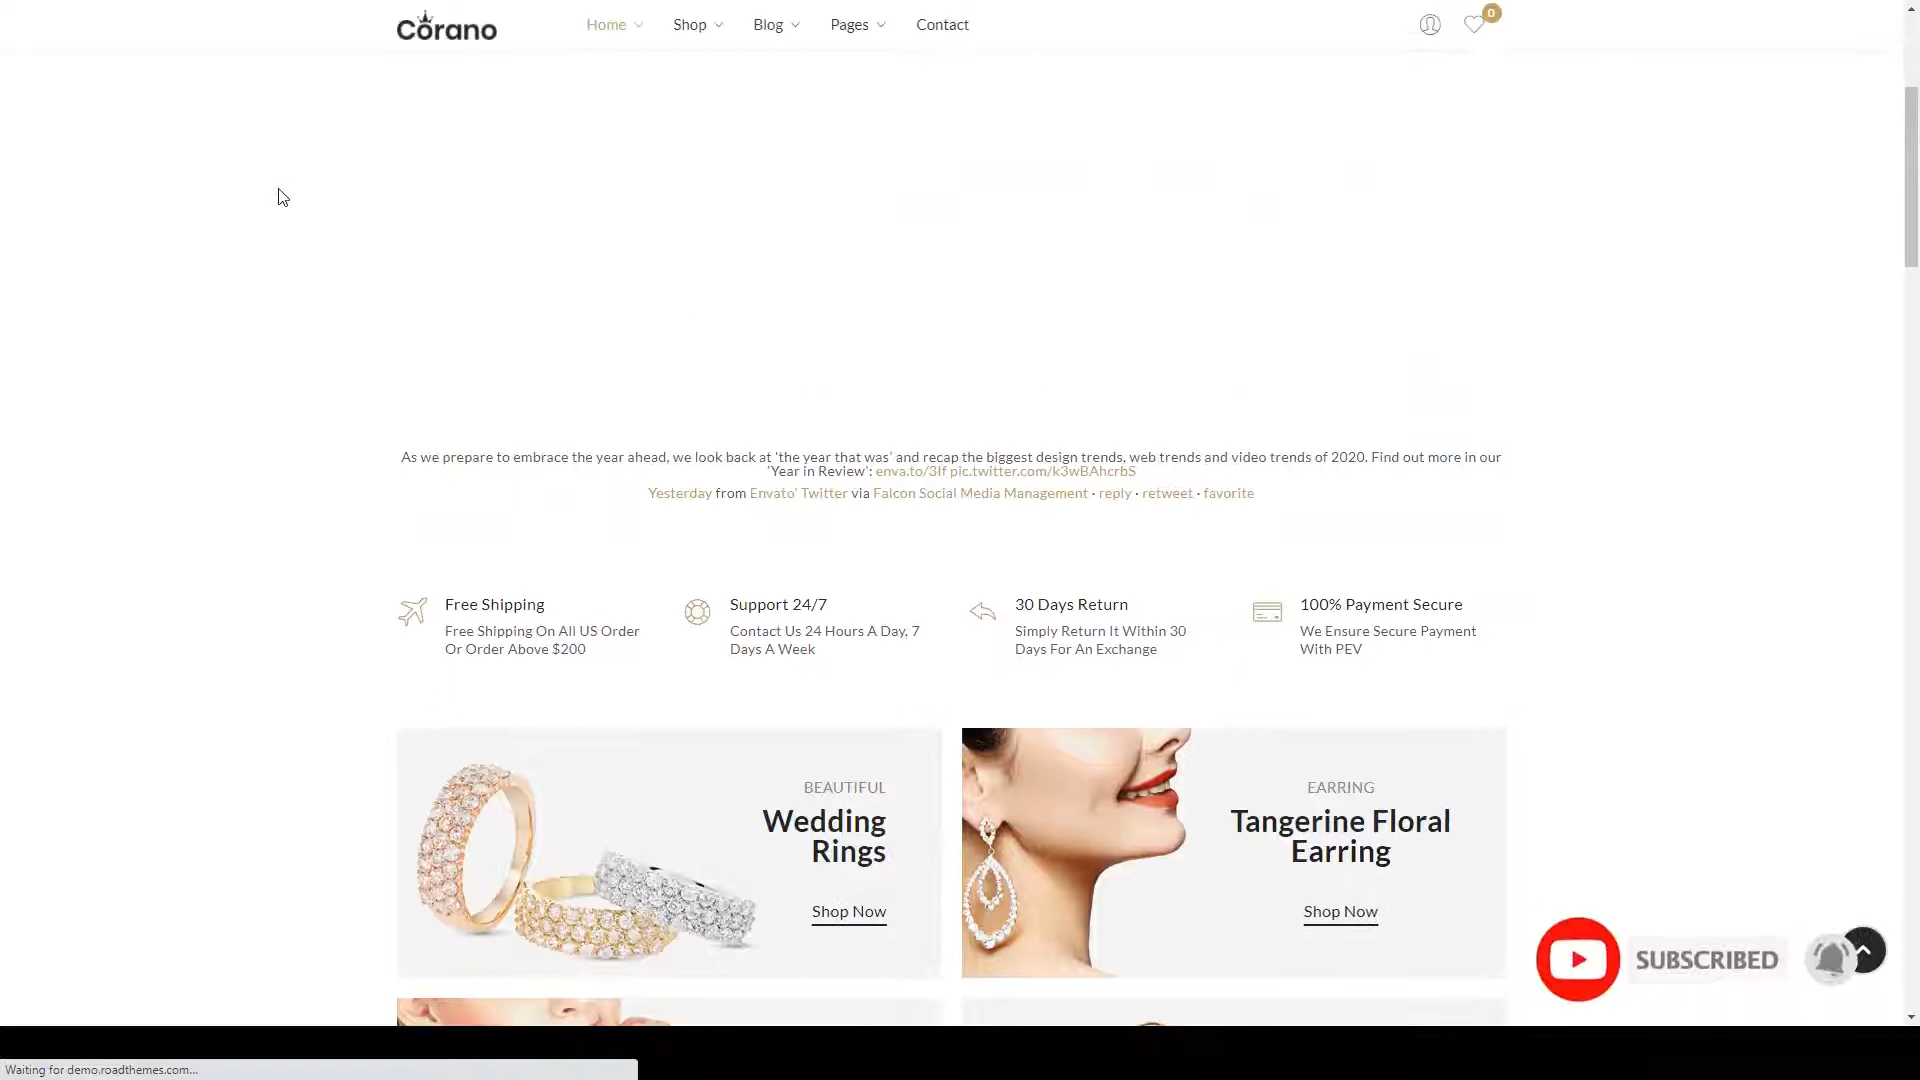 Corano
Home
Shop
Blog
Pages
Contact
0
As we prepare to embrace the year ahead, we look back at 'the year that was' and recap the biggest design trends, web trends and video trends of 2020. Find out more in our
'Year in Review': enva.to/3If pic.twitter.com/k3wBAhcrbS
Yesterday from Envato' Twitter via Falcon Social Media Management · reply · retweet · favorite
Free Shipping
Free Shipping On All US Order
Or Order Above $200
Support 24/7
Contact Us 24 Hours A Day, 7
Days A Week
30 Days Return
Simply Return It Within 30
Days For An Exchange
100% Payment Secure
We Ensure Secure Payment
With PEV
BEAUTIFUL
Wedding
Rings
Shop Now
EARRING
Tangerine Floral
Earring
Shop Now
SUBSCRIBED
Waiting for demo.roadthemes.com...